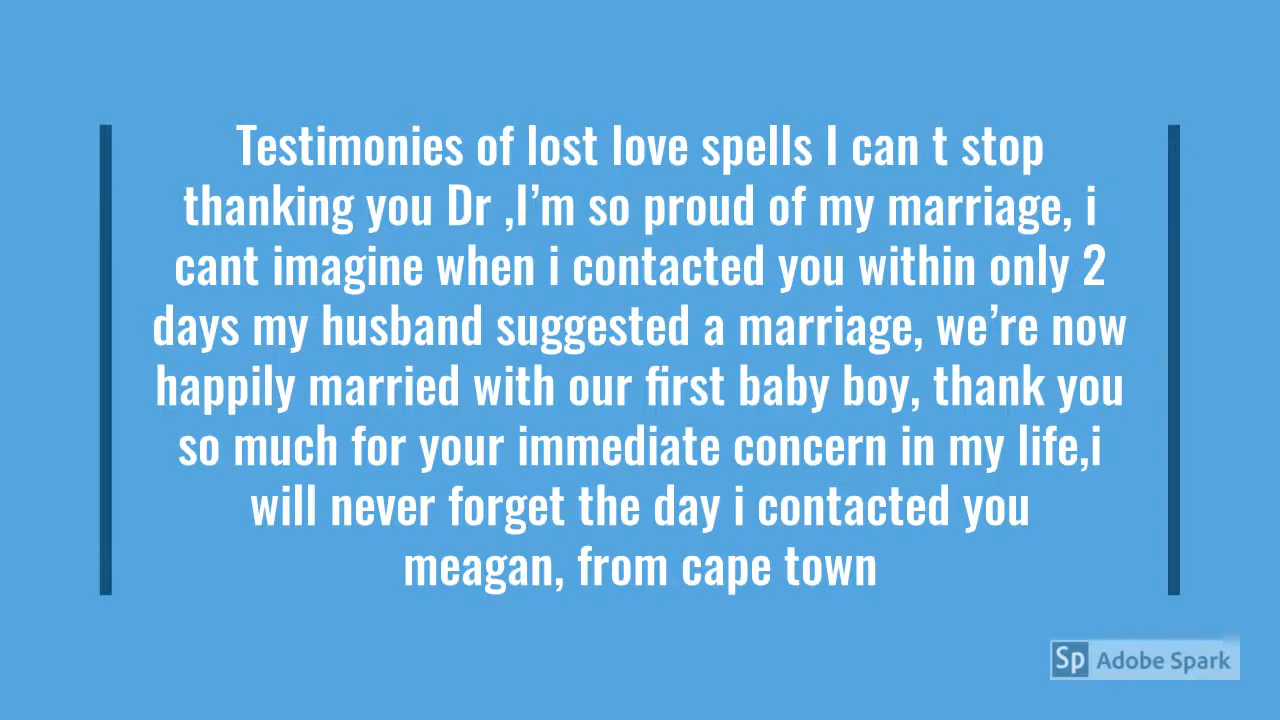 Testimonies of lost love spells I can t stop
thanking you Dr ,I’m so proud of my marriage, i
cant imagine when i contacted you within only 2
days my husband suggested a marriage, we’re now
happily married with our first baby boy, thank you
so much for your immediate concern in my life,i
will never forget the day i contacted you
meagan, from cape town
Sp Adobe Spark